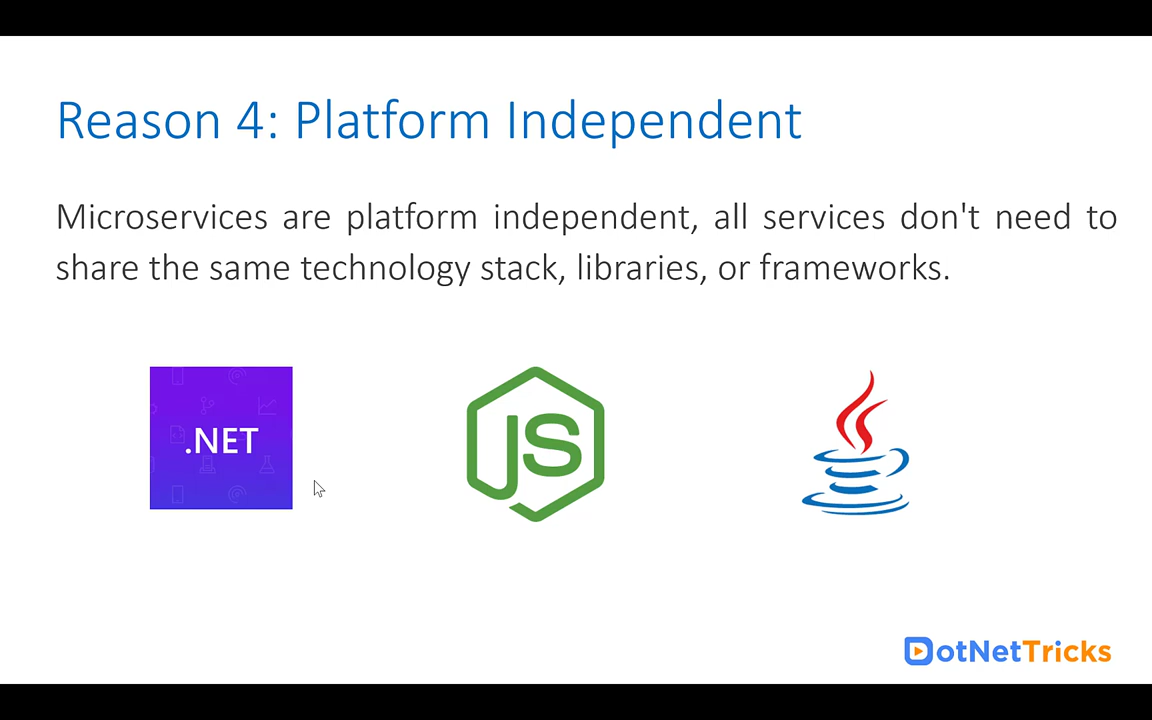 Reason 4: Platform Independent
Microservices are platform independent, all services don't need to
share the same technology stack, libraries, or frameworks.
.NET
JS
DotNetTricks